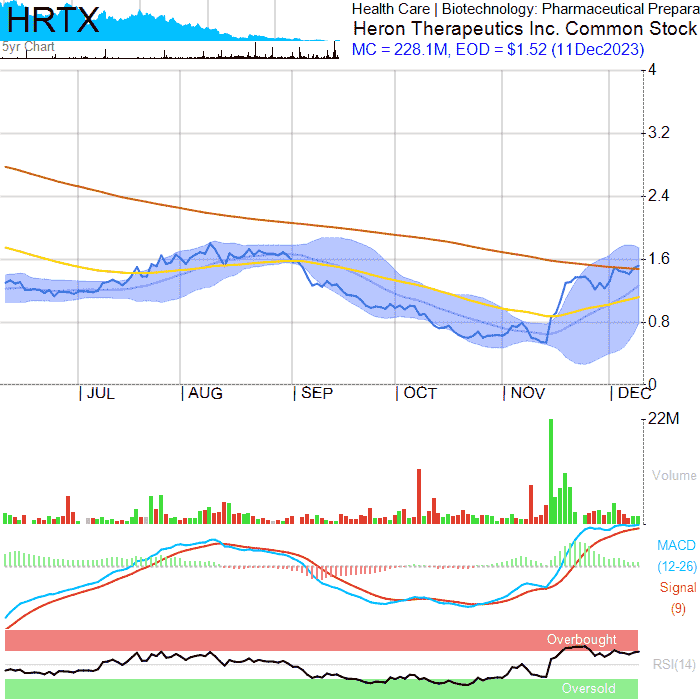 HRTX
5yr Chart
Health Care | Biotechnology: Pharmaceutical Prepara
Heron Therapeutics Inc. Common Stock
MC = 228.1M, EOD = $1.52 (11Dec2023)
4
3.2
2.4
1.6
0.8
0
JUL
AUG
SEP
OCT
NOV
DEC
22M
Volume
MACD
(12-26)
Signal
(9)
Overbought
RSI(14)
Oversold